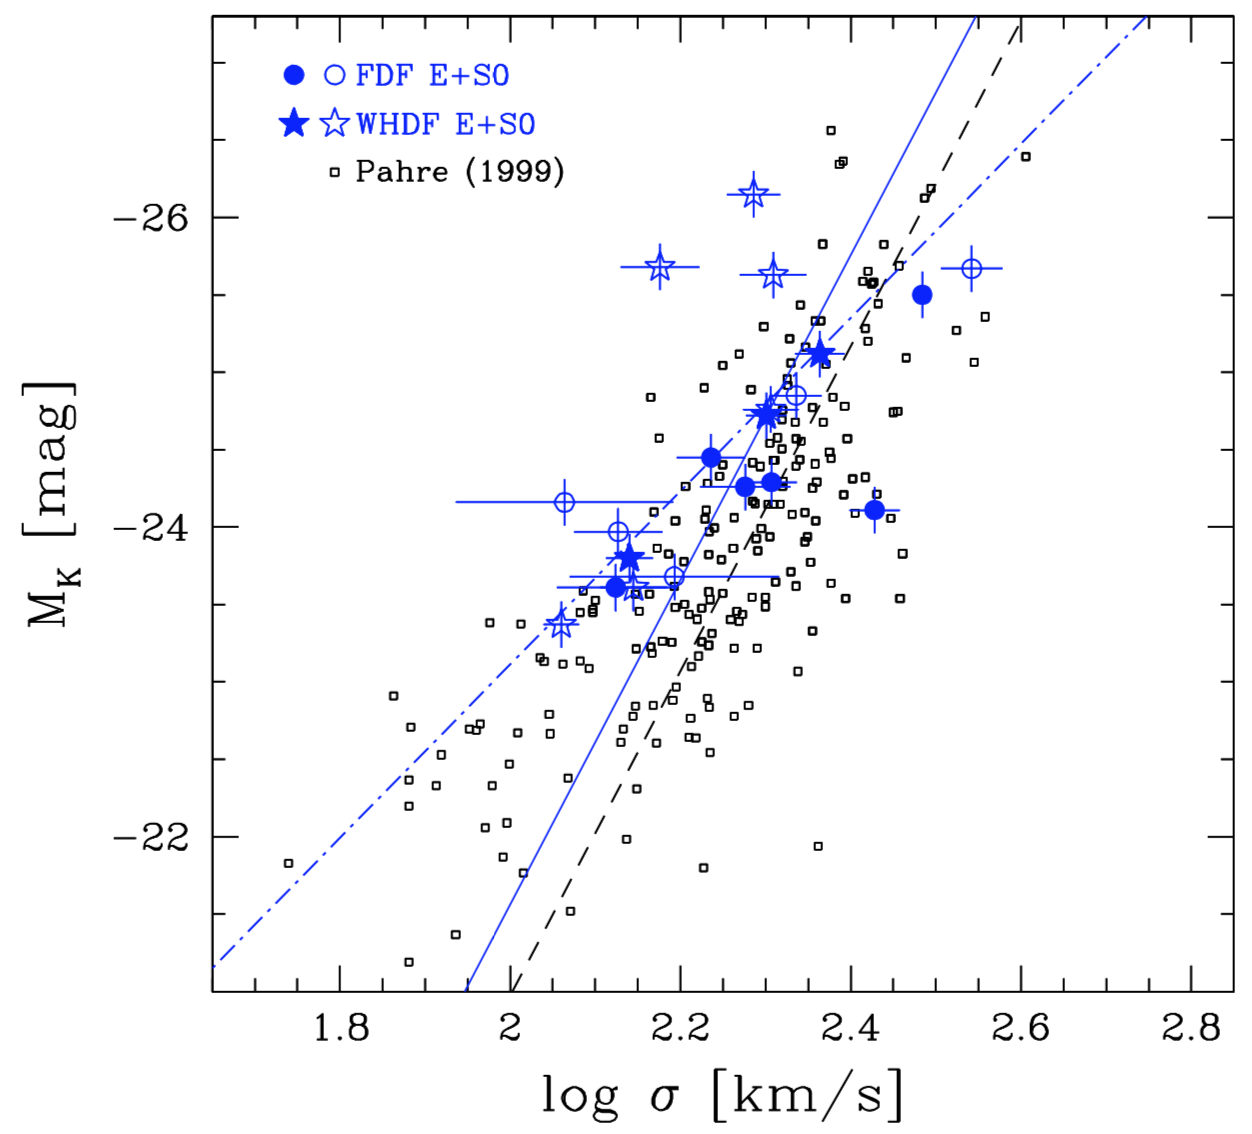 FDF E+S0
WHDF E+S0
Pahre (1999)
M_K [mag]
-26
-24
-22
1.8 2 2.2 2.4 2.6 2.8
log σ [km/s]